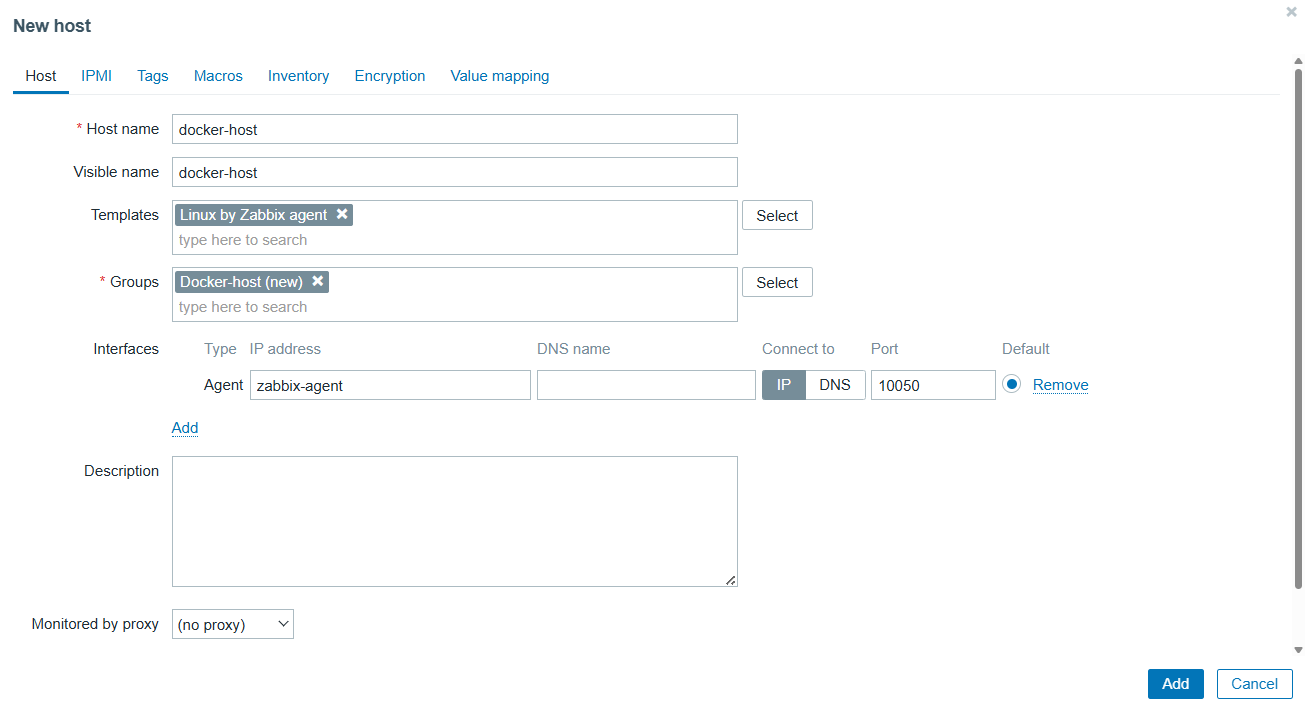 New host
Host IPMI Tags Macros Inventory Encryption Value mapping
* Host name docker-host
Visible name docker-host
Templates Linux by Zabbix agent Select
type here to search
* Groups Docker-host (new) Select
type here to search
Interfaces Type IP address DNS name Connect to Port Default
Agent zabbix-agent IP DNS 10050 Remove
Add
Description
Monitored by proxy (no proxy)
Add Cancel